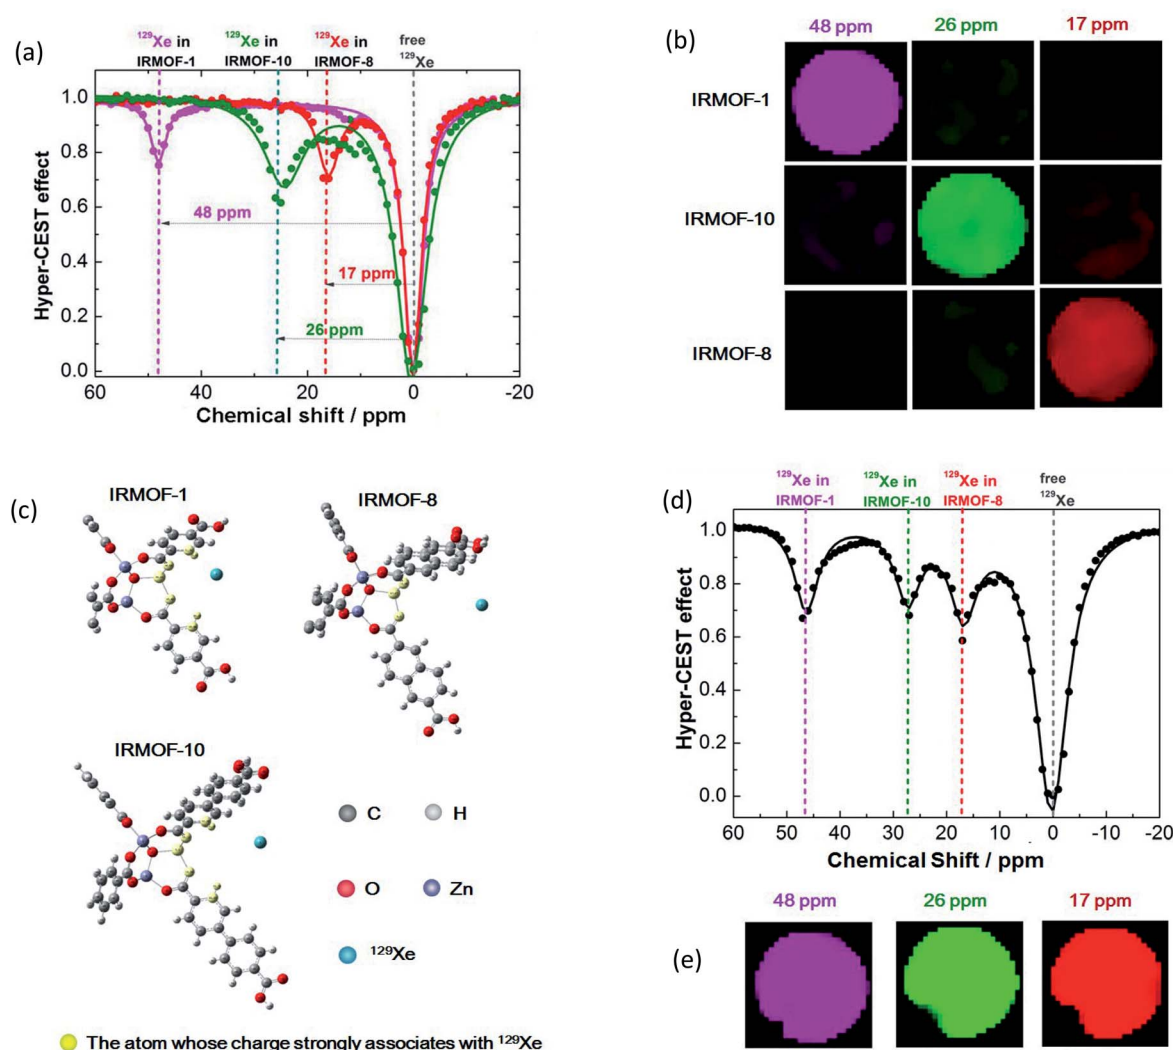 (a)
¹²⁹Xe in
IRMOF-1
¹²⁹Xe in
IRMOF-10
¹²⁹Xe in
IRMOF-8
free
¹²⁹Xe
1.0
0.8
0.6
0.4
0.2
0.0
Hyper-CEST effect
48 ppm
17 ppm
26 ppm
60 40 20 0 -20
Chemical shift / ppm
(b)
48 ppm 26 ppm 17 ppm
IRMOF-1
IRMOF-10
IRMOF-8
(c)
IRMOF-1
IRMOF-8
IRMOF-10
C H
O Zn
¹²⁹Xe
The atom whose charge strongly associates with ¹²⁹Xe
(d)
¹²⁹Xe in
IRMOF-1
¹²⁹Xe in
IRMOF-10
¹²⁹Xe in
IRMOF-8
free
¹²⁹Xe
1.0
0.8
0.6
0.4
0.2
0.0
Hyper-CEST effect
60 50 40 30 20 10 0 -10 -20
Chemical Shift / ppm
48 ppm 26 ppm 17 ppm
(e)